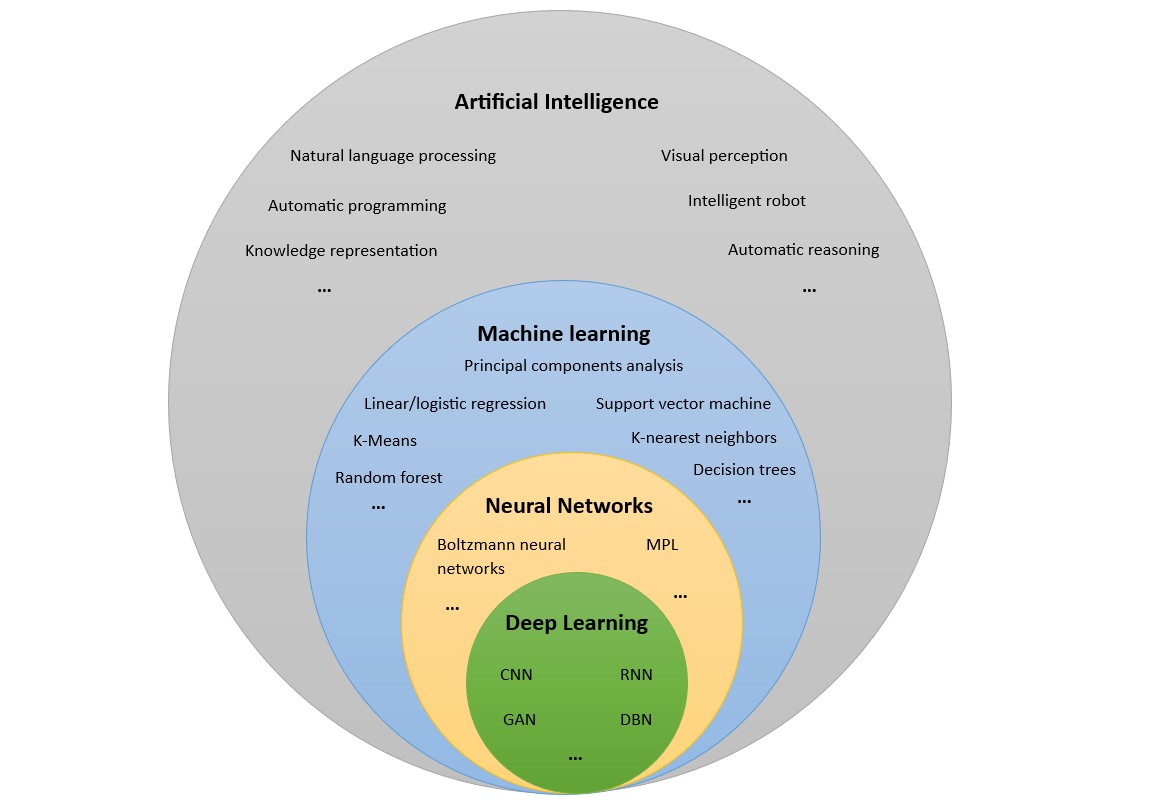 Artificial Intelligence
Natural language processing
Visual perception
Automatic programming
Intelligent robot
Knowledge representation
Automatic reasoning
...
...
Machine learning
Principal components analysis
Linear/logistic regression
Support vector machine
K-Means
K-nearest neighbors
Random forest
Decision trees
...
...
Neural Networks
Boltzmann neural
networks
MPL
...
...
Deep Learning
CNN
RNN
GAN
DBN
...